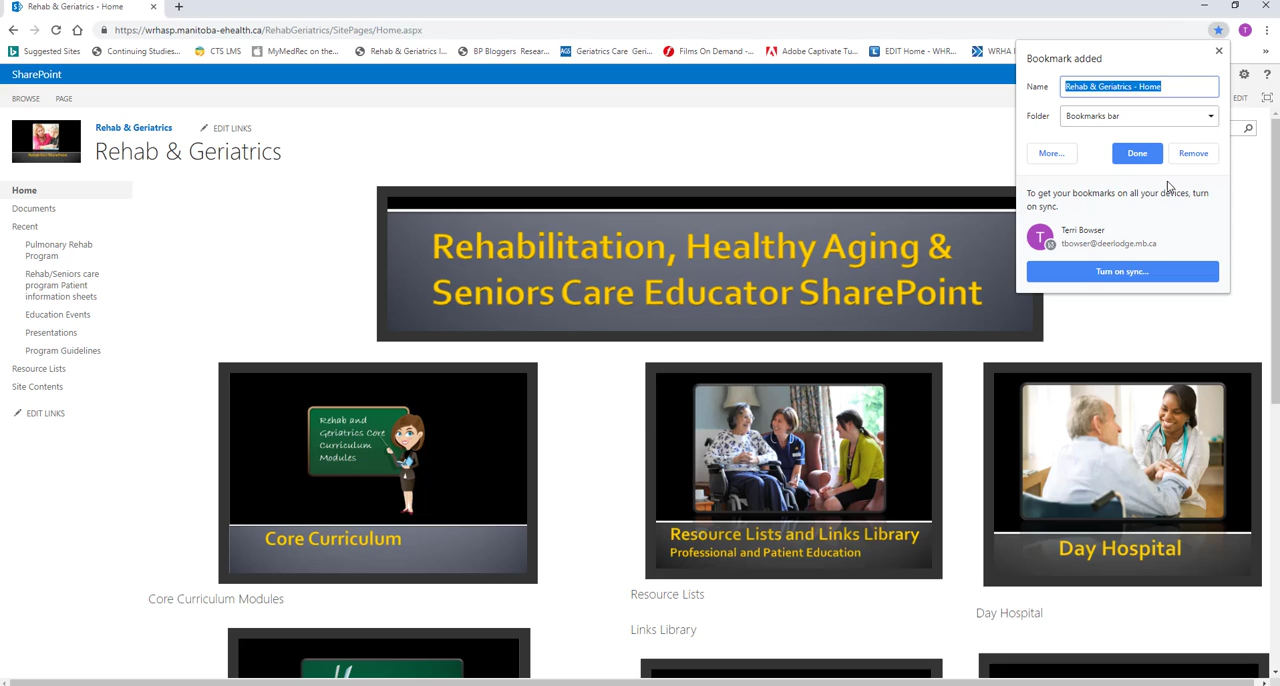 Rehab & Geriatrics - Home
https://wrhasp.manitoba-ehealth.ca/RehabGeriatrics/SitePages/Home.aspx
T
Suggested Sites
Continuing Studies...
CTS LMS
MyMedRec on the...
Rehab & Geriatrics I...
BP Bloggers Resear...
AGS Geriatrics Care Geri...
Films On Demand -...
Adobe Captivate Tu...
EDIT Home - WHR...
WRHA
»
SharePoint
?
BROWSE
PAGE
EDIT
Rehab & Geriatrics
EDIT LINKS
Rehab & Geriatrics
Bookmark added
Name
Rehab & Geriatrics - Home
Folder
Bookmarks bar
More...
Done
Remove
To get your bookmarks on all your devices, turn
on sync.
T
Terri Bowser
tbowser@deerlodge.mb.ca
Turn on sync...
Home
Documents
Recent
Pulmonary Rehab
Program
Rehab/Seniors care
program Patient
information sheets
Education Events
Presentations
Program Guidelines
Resource Lists
Site Contents
EDIT LINKS
Rehabilitation, Healthy Aging &
Seniors Care Educator SharePoint
Rehab and
Geriatrics Core
Curriculum
Modules
Core Curriculum
Core Curriculum Modules
Resource Lists and Links Library
Professional and Patient Education
Resource Lists
Links Library
Day Hospital
Day Hospital